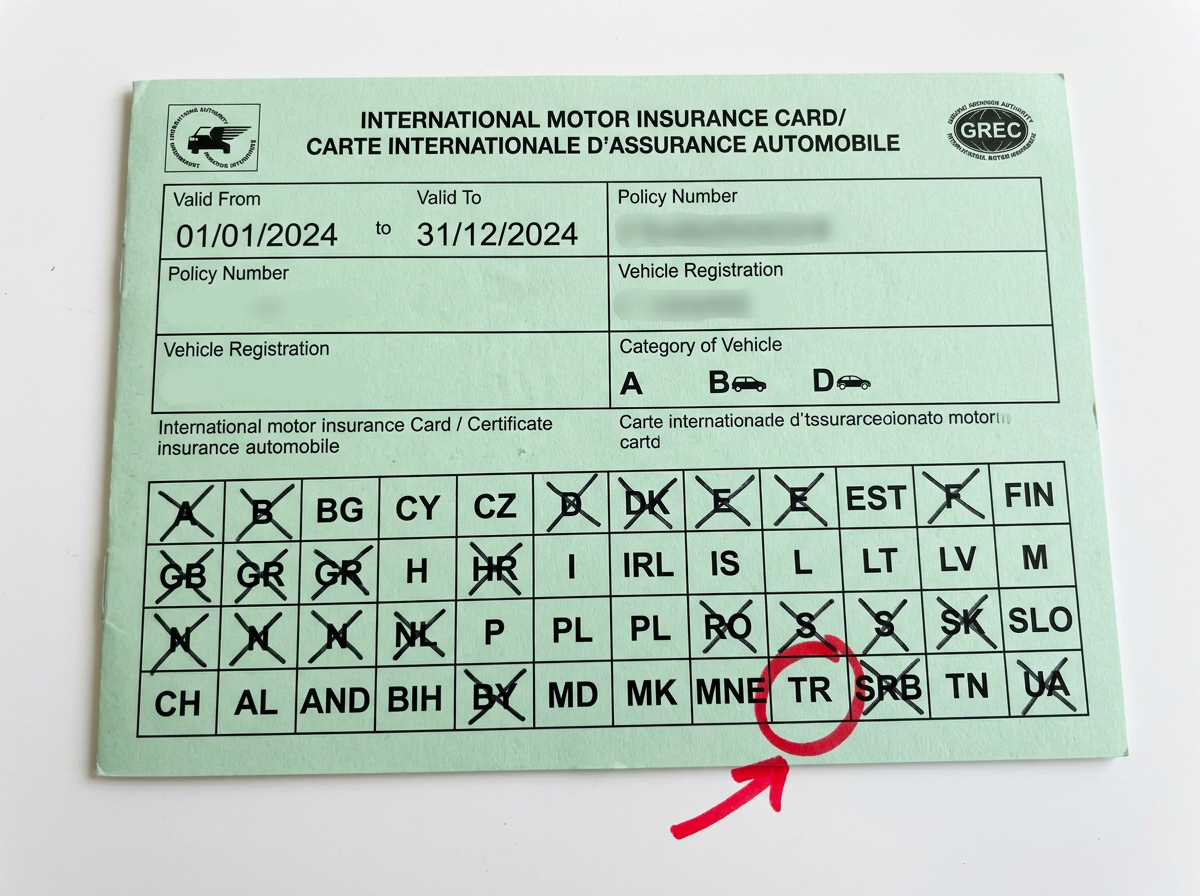 INTERNATIONAL MOTOR INSURANCE CARD/
CARTE INTERNATIONALE D'ASSURANCE AUTOMOBILE
GREC
Valid From Valid To
01/01/2024 to 31/12/2024
Policy Number
Policy Number
Vehicle Registration
Vehicle Registration
Category of Vehicle
A B D
International motor insurance Card / Certificate
insurance automobile
Carte internationade d'tssurarceoionato motor
cartd
A B BG CY CZ D DK E E EST F FIN
GB GR GR H HR I IRL IS L LT LV M
N N N NL P PL PL RO S S SK SLO
CH AL AND BIH BY MD MK MNE TR SRB TN UA